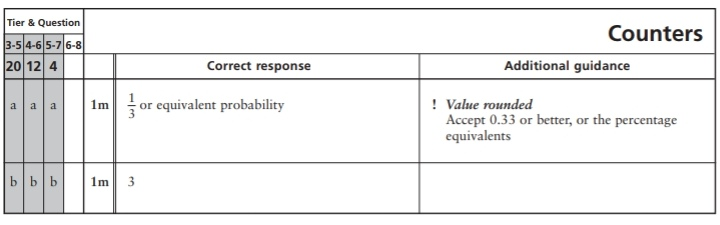 Tier & Question
Counters
3-5 4-6 5-7 6-8
20 12 4
Correct response
Additional guidance
a a a
1m
1/3 or equivalent probability
! Value rounded
Accept 0.33 or better, or the percentage
equivalents
b b b
1m
3